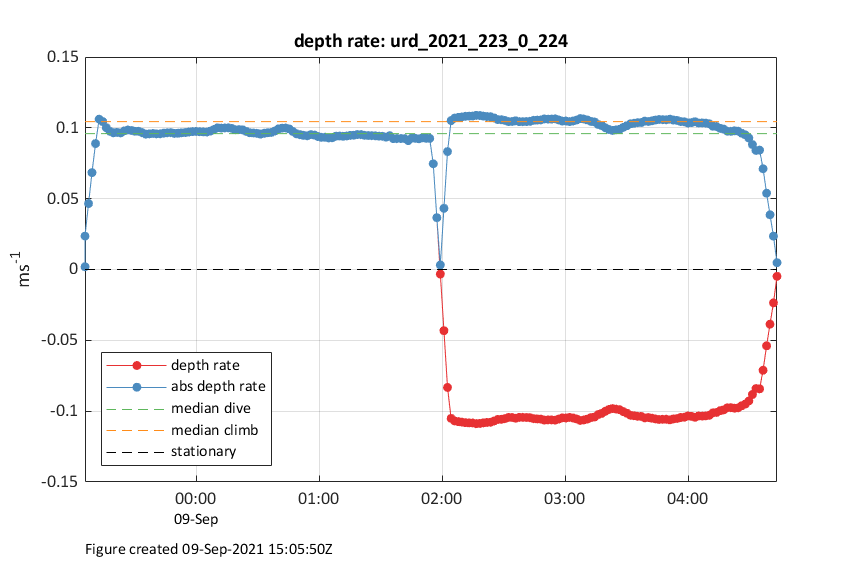 depth rate: urd_2021_223_0_224
0.15
0.1
0.05
0
-0.05
-0.1
-0.15
ms-1
depth rate
abs depth rate
median dive
median climb
stationary
00:00
01:00
02:00
03:00
04:00
09-Sep
Figure created 09-Sep-2021 15:05:50Z